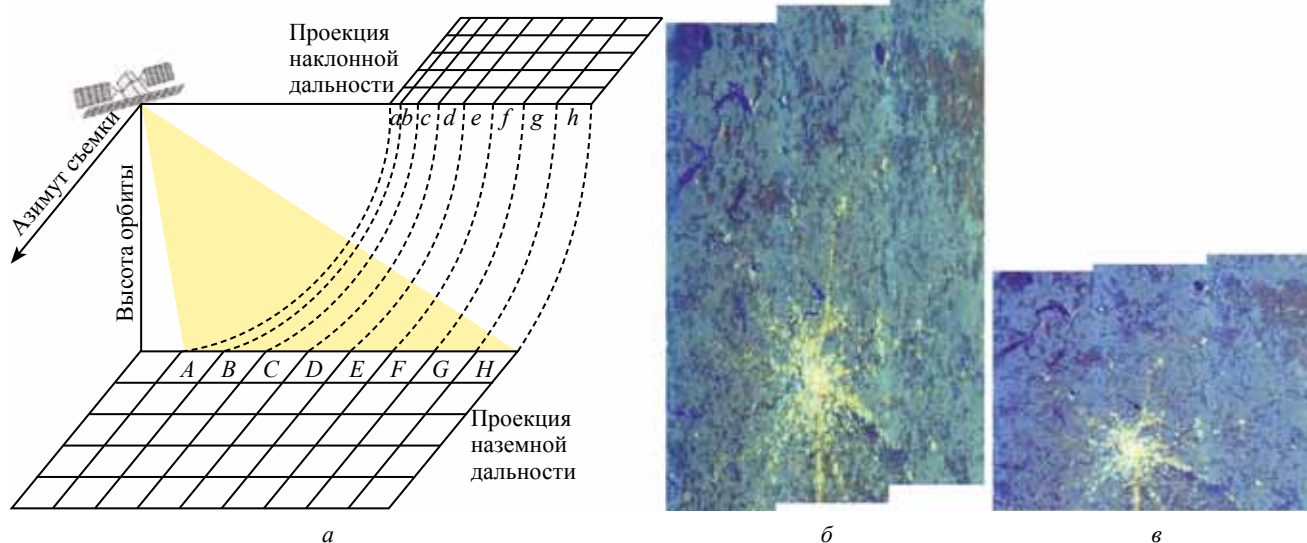 Проекция
наклонной
дальности
a b c d e f g h
Азимут съемки
Высота орбиты
A B C D E F G H
Проекция
наземной
дальности
а
б
в